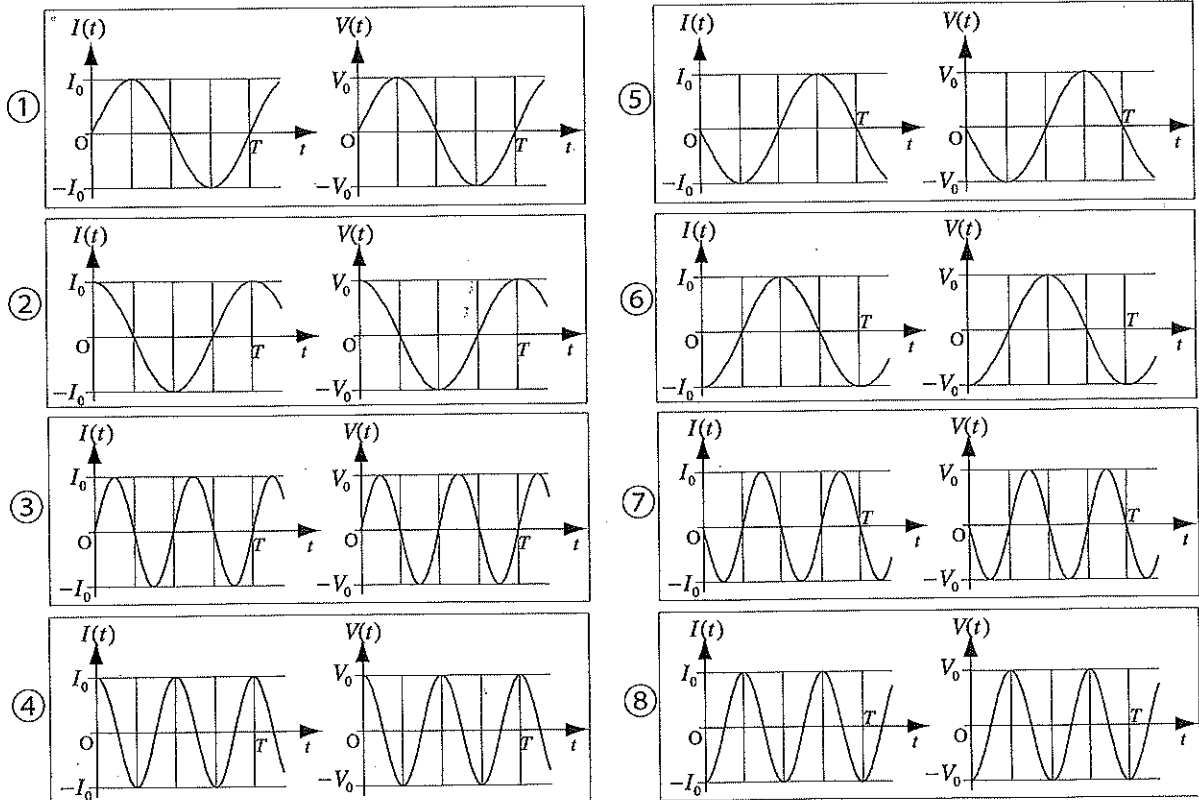 ①
I(t)
I₀
O
−I₀
T
t
V(t)
V₀
O
−V₀
T
t
②
I(t)
I₀
O
−I₀
T
t
V(t)
V₀
O
−V₀
T
t
③
I(t)
I₀
O
−I₀
T
t
V(t)
V₀
O
−V₀
T
t
④
I(t)
I₀
O
−I₀
T
t
V(t)
V₀
O
−V₀
T
t
⑤
I(t)
I₀
O
−I₀
T
t
V(t)
V₀
O
−V₀
T
t
⑥
I(t)
I₀
O
−I₀
T
t
V(t)
V₀
O
−V₀
T
t
⑦
I(t)
I₀
O
−I₀
T
t
V(t)
V₀
O
−V₀
T
t
⑧
I(t)
I₀
O
−I₀
T
t
V(t)
V₀
O
−V₀
T
t